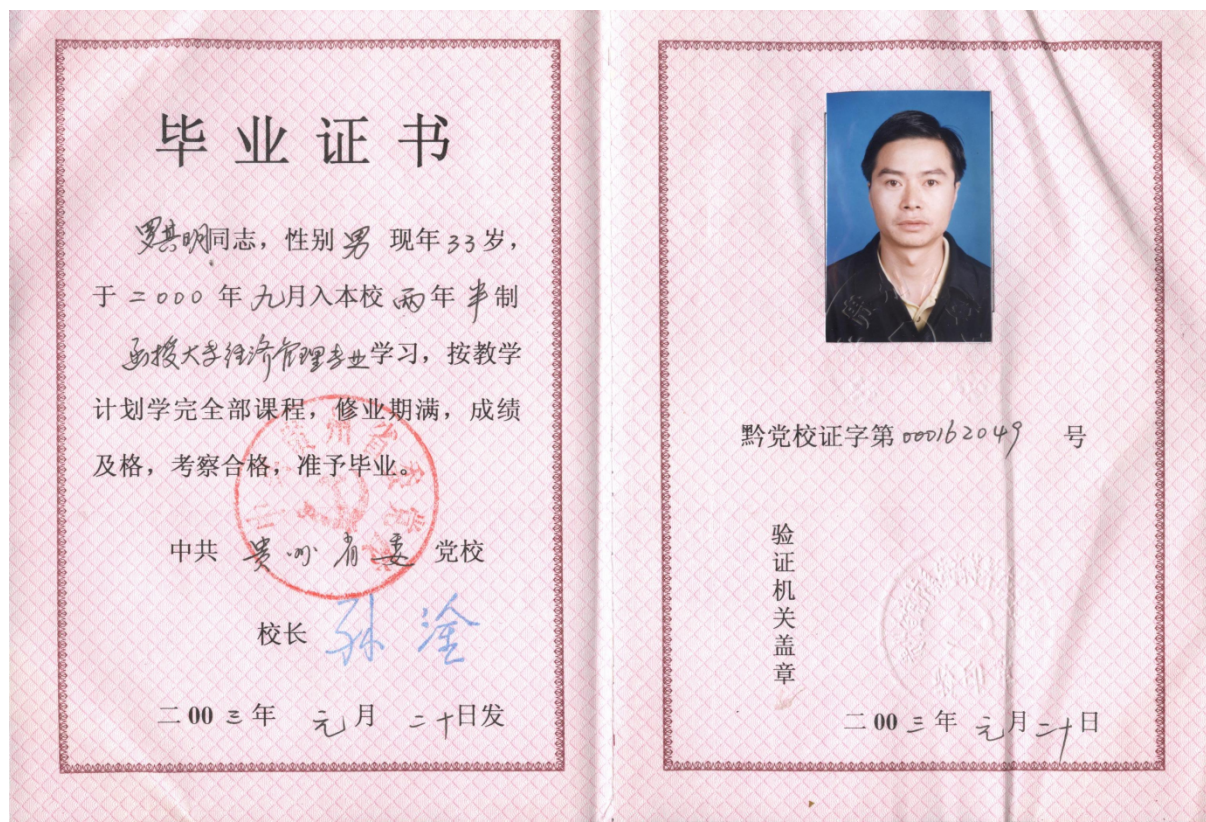 毕业证书
罗其明同志，性别 男 现年 33 岁，
于 二000 年 九月入本校 两 年 半 制
函授大学经济管理专业学习，按教学
计划学完全部课程，修业期满，成绩
及格，考察合格，准予毕业。
中共 贵州省委 党校
校长 孙淦
二00三年 元月 二十日发
黔党校证字第 000162049 号
验证机关盖章
二00三年 元月二十日